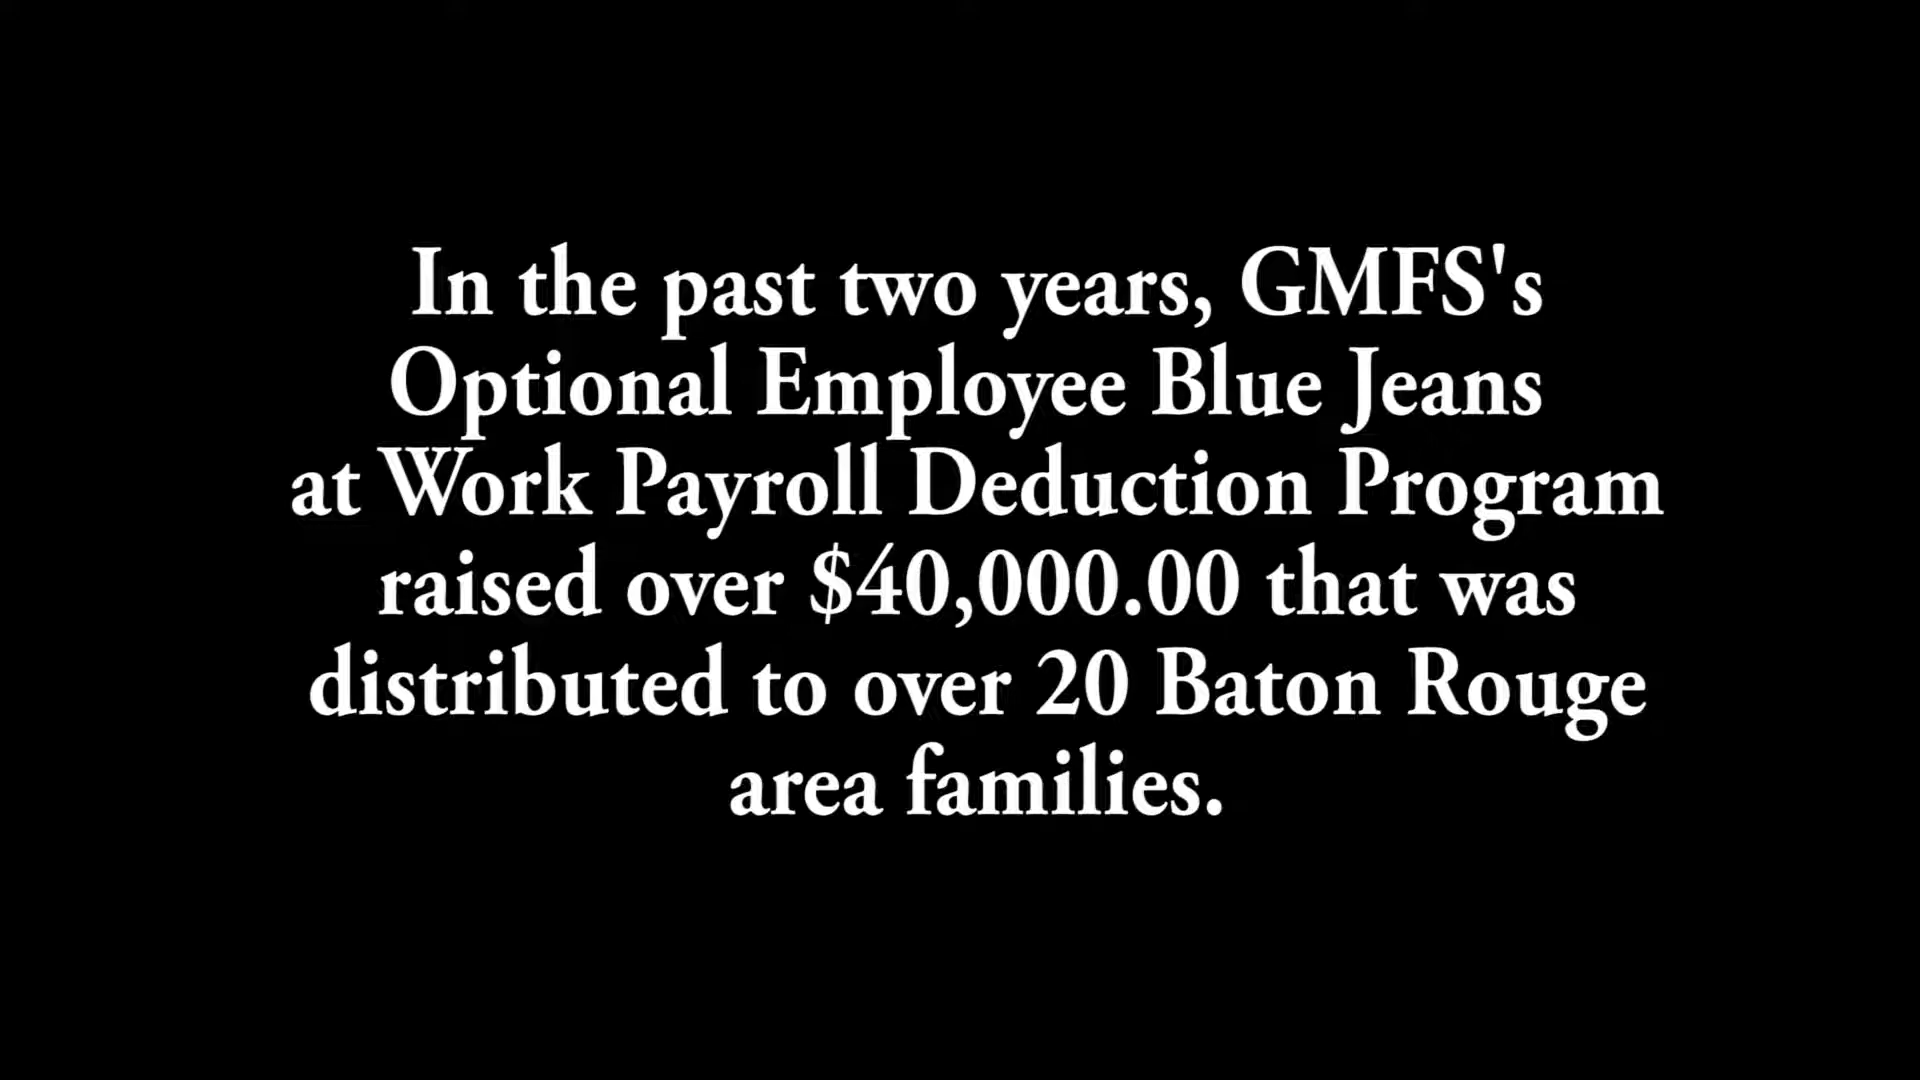 In the past two years, GMFS's
Optional Employee Blue Jeans
at Work Payroll Deduction Program
raised over $40,000.00 that was
distributed to over 20 Baton Rouge
area families.